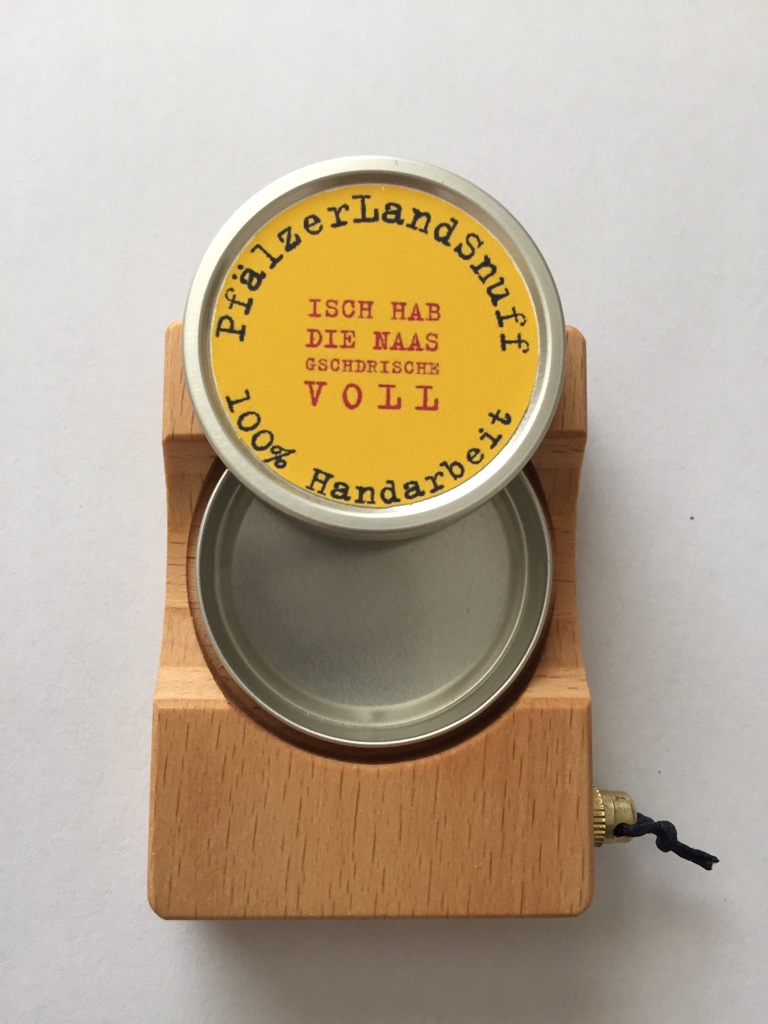 PfälzerLandSnuff
ISCH HAB
DIE NAAS
GSCHDRISCHE
VOLL
100% Handarbeit